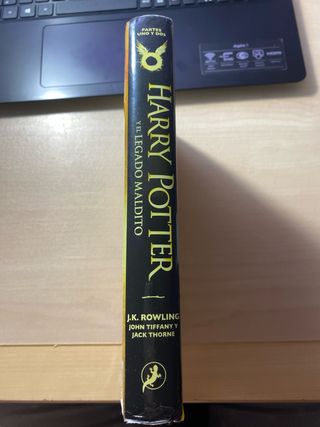 PARTES
UNO Y DOS
HARRY POTTER
Y EL LEGADO MALDITO
J.K. ROWLING
JOHN TIFFANY Y
JACK THORNE